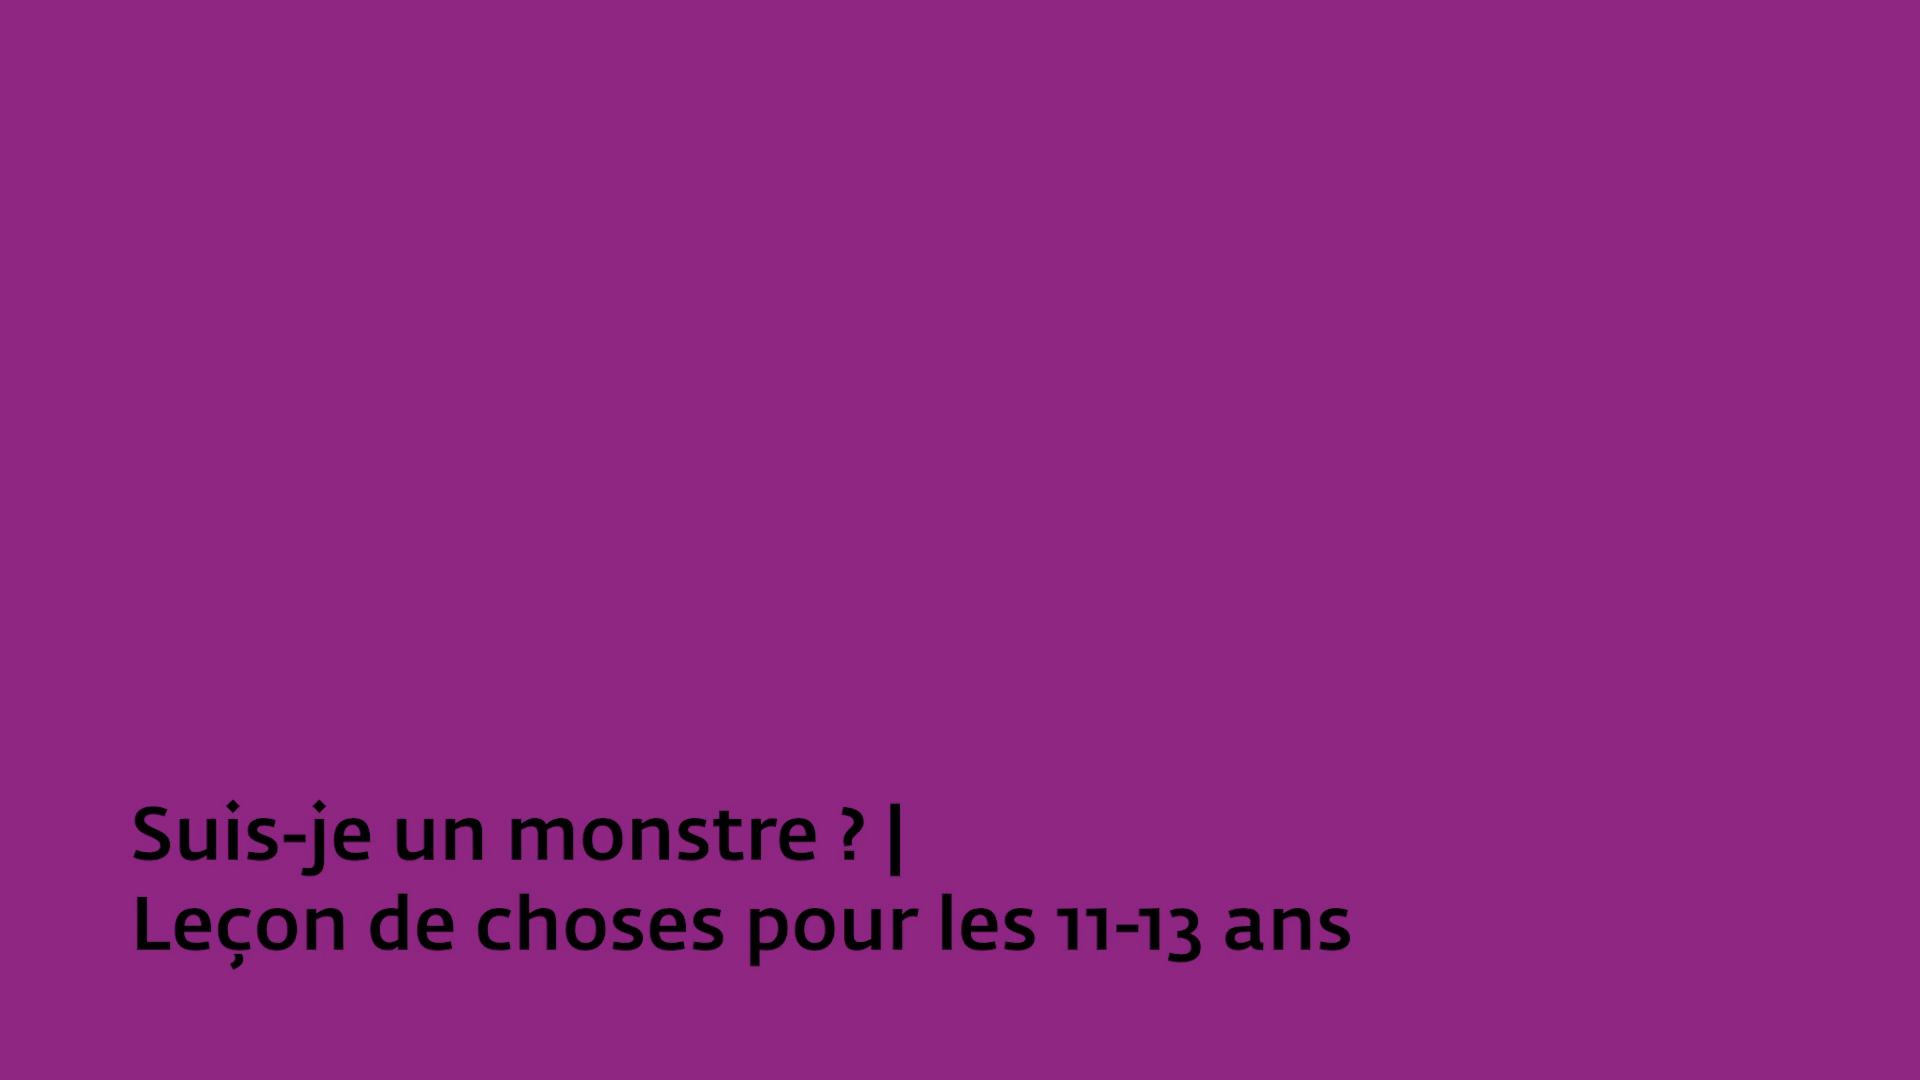 Suis-je un monstre ? |
Leçon de choses pour les 11-13 ans